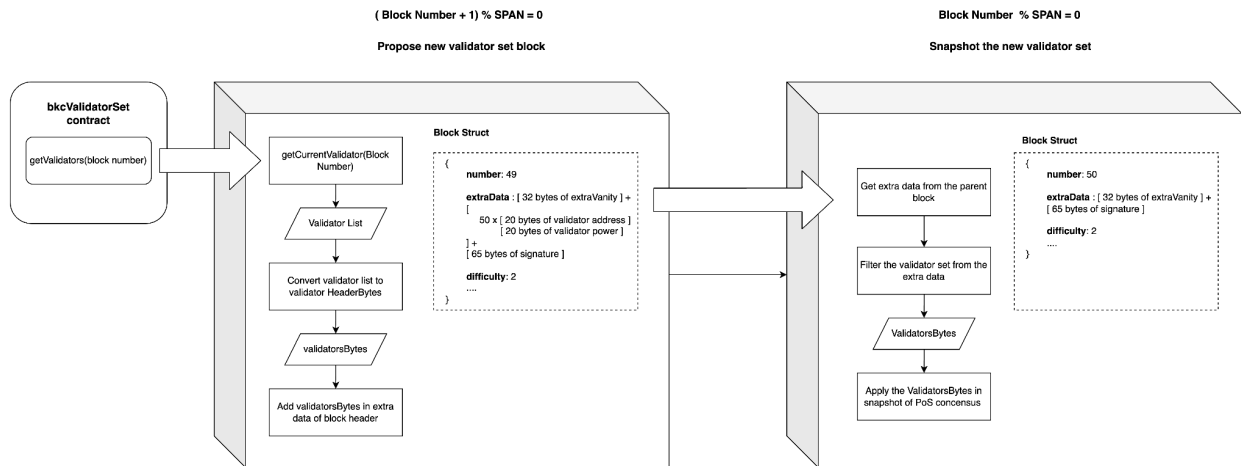 ( Block Number + 1) % SPAN = 0
Propose new validator set block
Block Number % SPAN = 0
Snapshot the new validator set
bkcValidatorSet
contract
getValidators(block number)
getCurrentValidator(Block
Number)
Validator List
Convert validator list to
validator HeaderBytes
validatorsBytes
Add validatorsBytes in extra
data of block header
Block Struct
{
number: 49
extraData : [ 32 bytes of extraVanity ] +
[
50 x [ 20 bytes of validator address ]
[ 20 bytes of validator power ]
] +
[ 65 bytes of signature ]
difficulty: 2
....
}
Get extra data from the parent
block
Filter the validator set from the
extra data
ValidatorsBytes
Apply the ValidatorsBytes in
snapshot of PoS concensus
Block Struct
{
number: 50
extraData : [ 32 bytes of extraVanity ] +
[ 65 bytes of signature ]
difficulty: 2
....
}